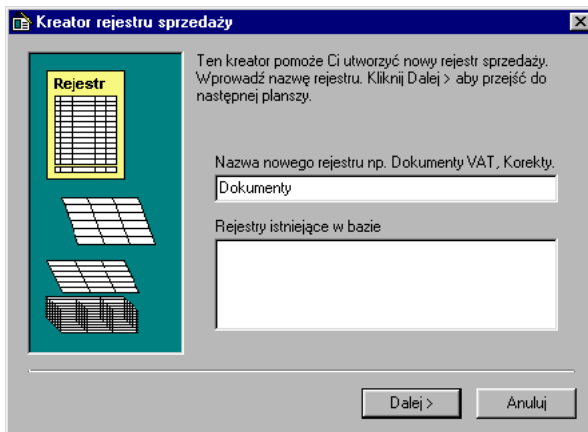 Kreator rejestru sprzedaży
Rejestr
Ten kreator pomoże Ci utworzyć nowy rejestr sprzedaży.
Wprowadź nazwę rejestru. Kliknij Dalej > aby przejść do
następnej planszy.
Nazwa nowego rejestru np. Dokumenty VAT, Korekty.
Dokumenty
Rejestry istniejące w bazie
Dalej >
Anuluj